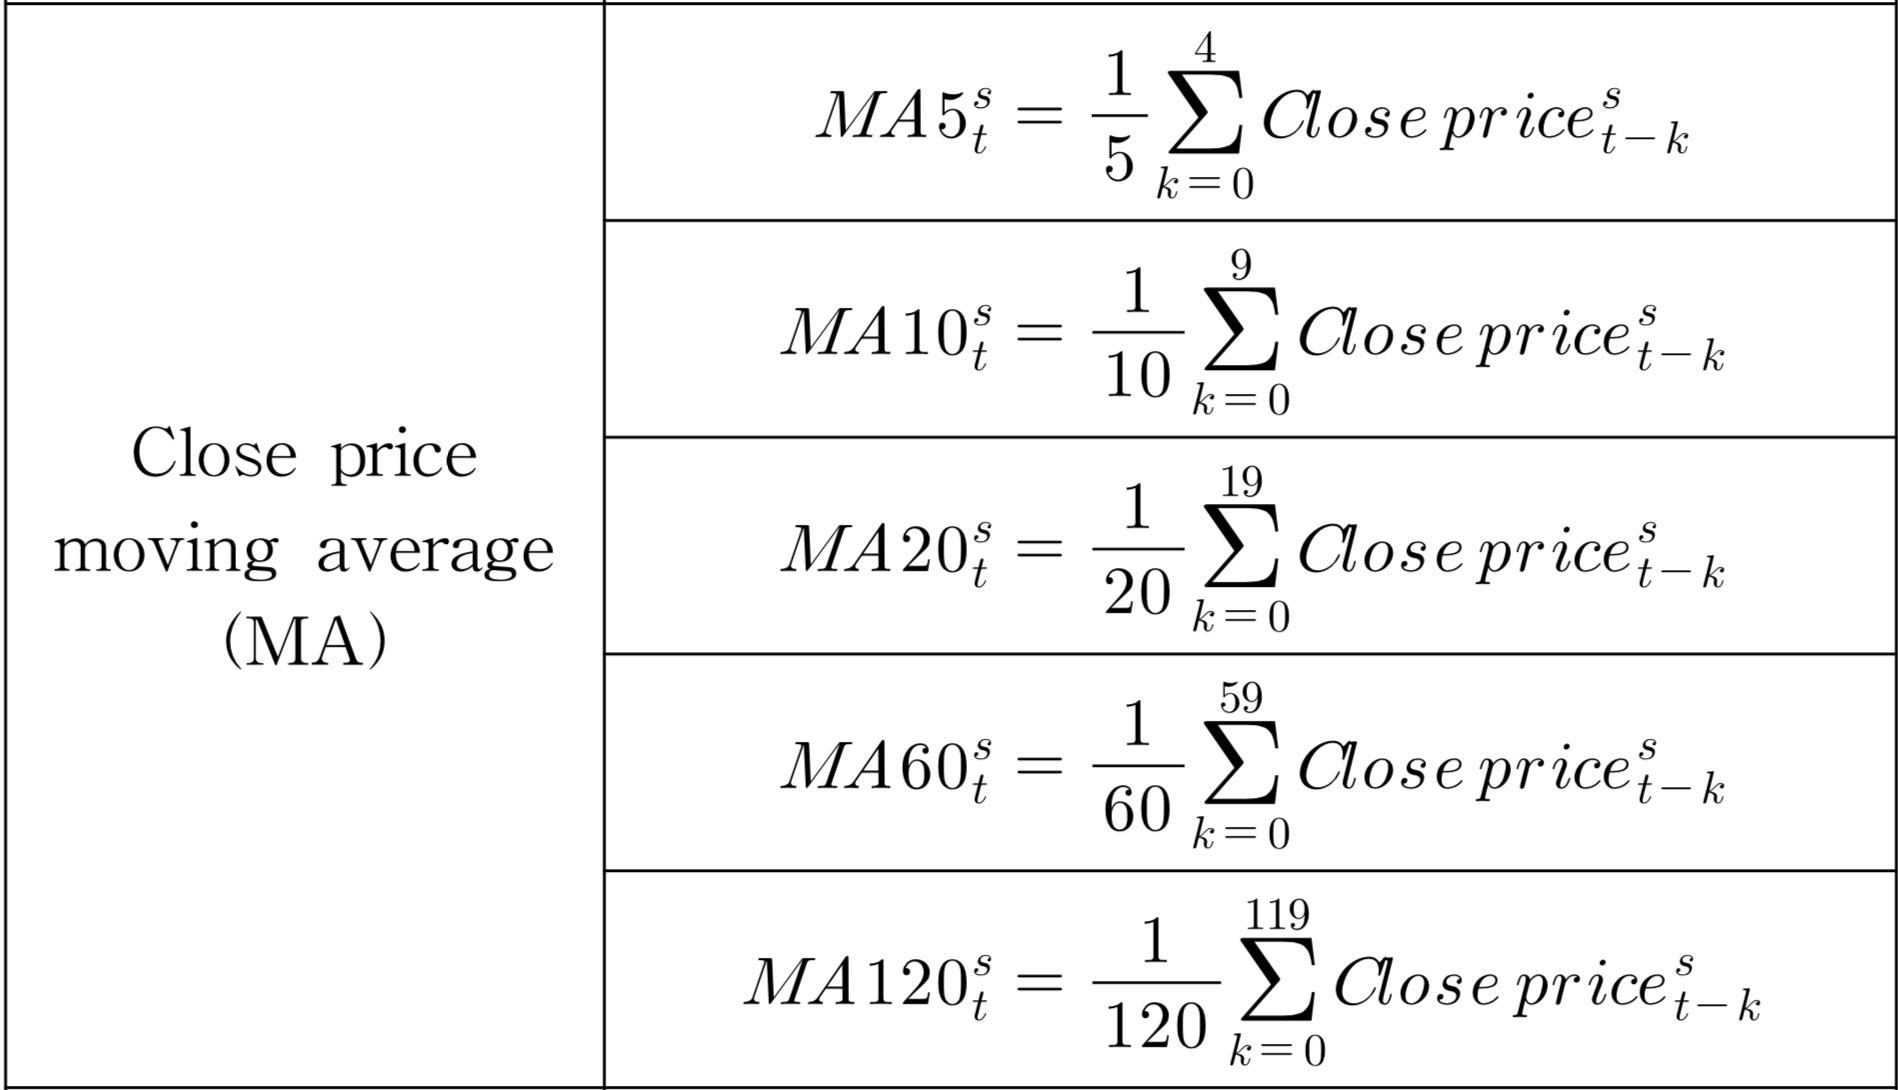 Close price
moving average
(MA)
$MA5_t^s = \frac{1}{5}\sum_{k=0}^{4} Close price_{t-k}^s$
$MA10_t^s = \frac{1}{10}\sum_{k=0}^{9} Close price_{t-k}^s$
$MA20_t^s = \frac{1}{20}\sum_{k=0}^{19} Close price_{t-k}^s$
$MA60_t^s = \frac{1}{60}\sum_{k=0}^{59} Close price_{t-k}^s$
$MA120_t^s = \frac{1}{120}\sum_{k=0}^{119} Close price_{t-k}^s$